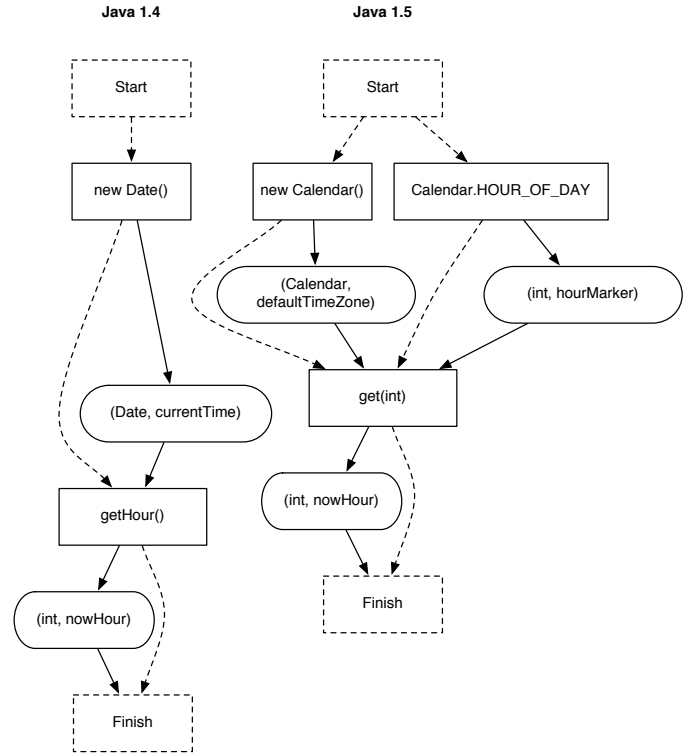 Java 1.4
Java 1.5
Start
Start
new Date()
new Calendar()
Calendar.HOUR_OF_DAY
(Calendar,
defaultTimeZone)
(int, hourMarker)
get(int)
(Date, currentTime)
(int, nowHour)
getHour()
Finish
(int, nowHour)
Finish